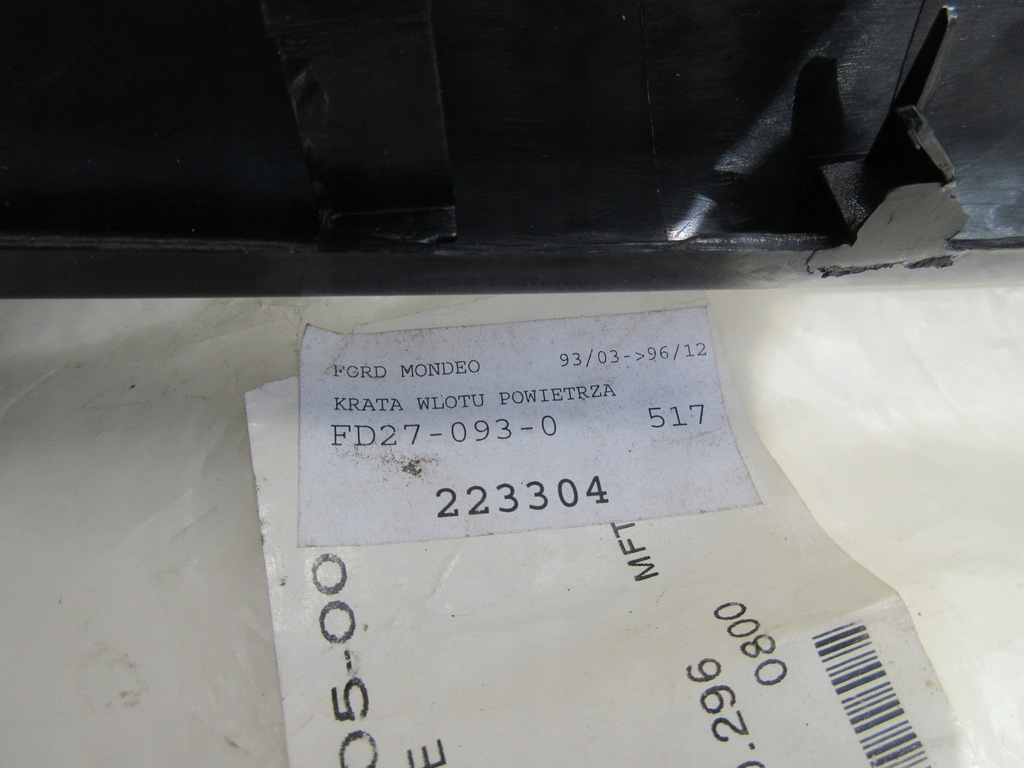 FORD MONDEO 93/03->96/12
KRATA WLOTU POWIETRZA
FD27-093-0 517
223304
05-00
E
MFT
.296
0800